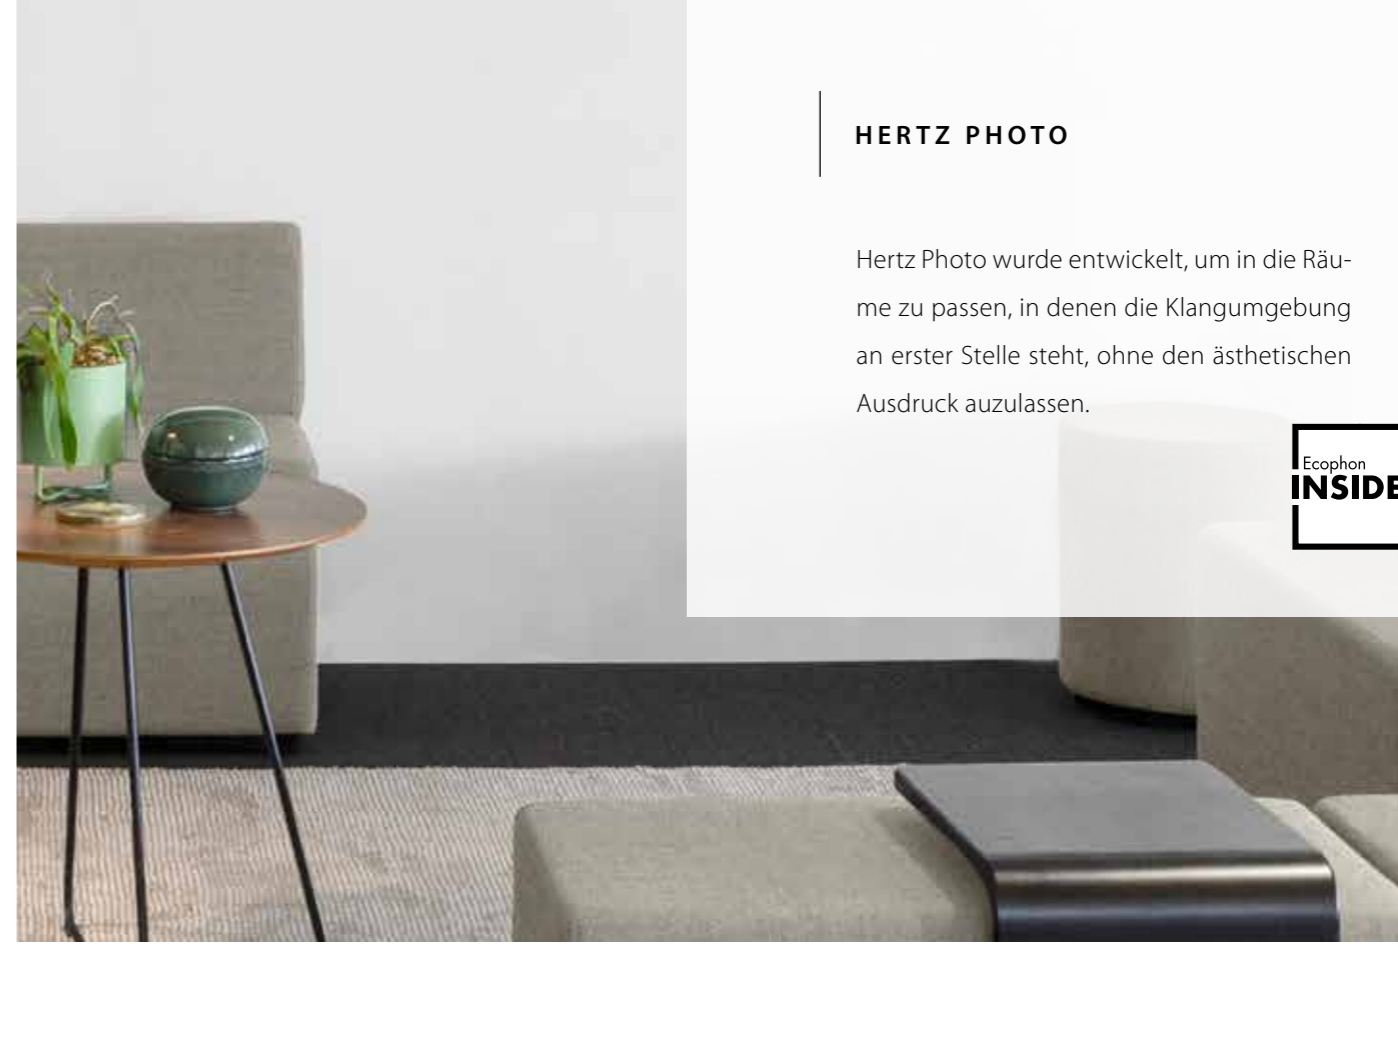 HERTZ PHOTO
Hertz Photo wurde entwickelt, um in die Räu-
me zu passen, in denen die Klangumgebung
an erster Stelle steht, ohne den ästhetischen
Ausdruck auzulassen.
Ecophon
INSIDE